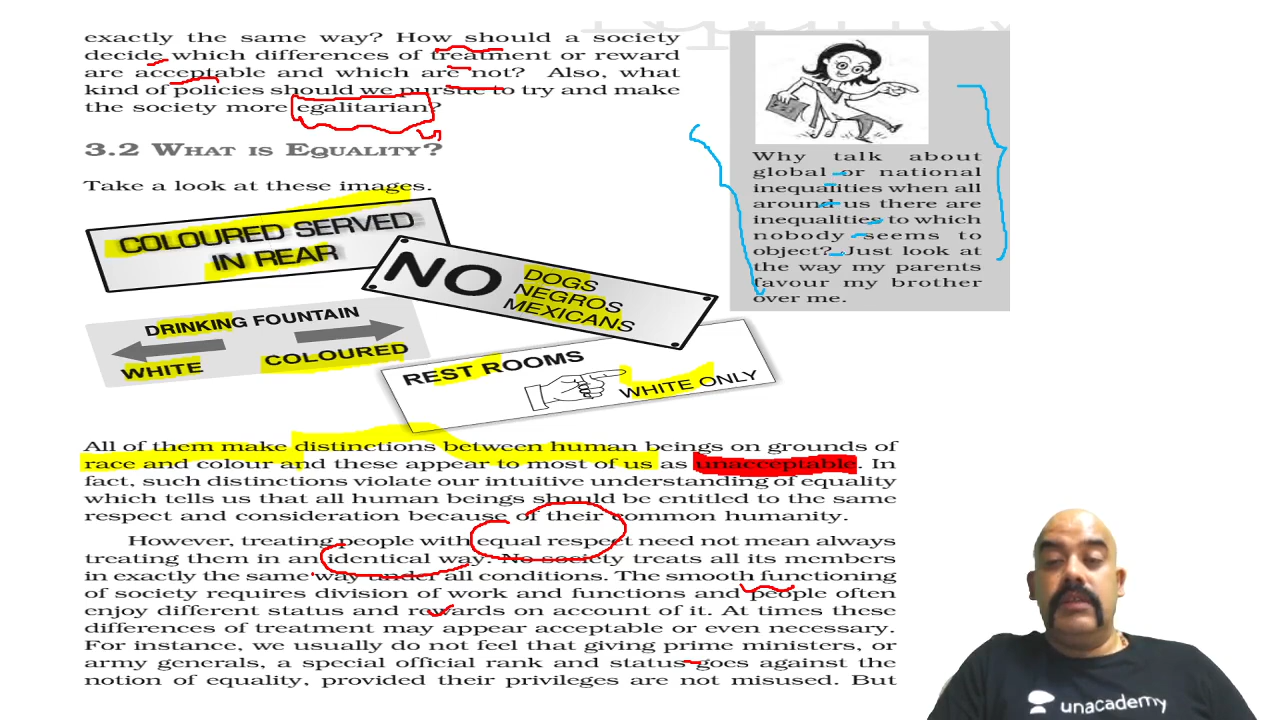 exactly the same way? How should a society
decide which differences of treatment or reward
are acceptable and which are not? Also, what
kind of policies should we pursue to try and make
the society more egalitarian?
3.2 WHAT IS EQUALITY?
Take a look at these images.
COLOURED SERVED
IN REAR
NO DOGS
NEGROS
MEXICANS
DRINKING FOUNTAIN
WHITE COLOURED
REST ROOMS
WHITE ONLY
Why talk about
global or national
inequalities when all
around us there are
inequalities to which
nobody seems to
object? Just look at
the way my parents
favour my brother
over me.
All of them make distinctions between human beings on grounds of
race and colour and these appear to most of us as unacceptable. In
fact, such distinctions violate our intuitive understanding of equality
which tells us that all human beings should be entitled to the same
respect and consideration because of their common humanity.
However, treating people with equal respect need not mean always
treating them in an identical way. No society treats all its members
in exactly the same way under all conditions. The smooth functioning
of society requires division of work and functions and people often
enjoy different status and rewards on account of it. At times these
differences of treatment may appear acceptable or even necessary.
For instance, we usually do not feel that giving prime ministers, or
army generals, a special official rank and status goes against the
notion of equality, provided their privileges are not misused. But
unacademy